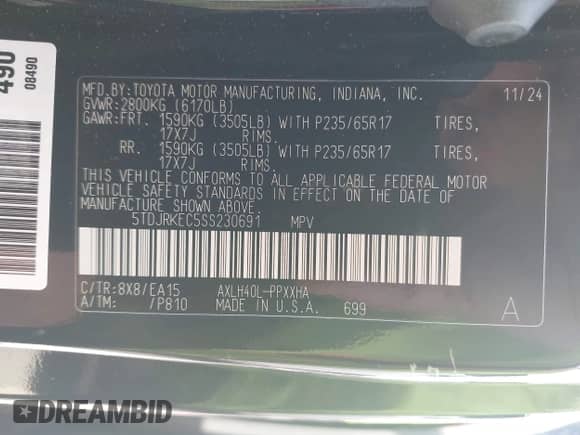 490
08490
MFD.BY:TOYOTA MOTOR MANUFACTURING, INDIANA, INC. 11/24
GVWR:2800KG (6170LB)
GAWR:FRT. 1590KG (3505LB) WITH P235/65R17 TIRES,
17X7J RIMS.
RR. 1590KG (3505LB) WITH P235/65R17 TIRES,
17X7J RIMS.
THIS VEHICLE CONFORMS TO ALL APPLICABLE FEDERAL MOTOR
VEHICLE SAFETY STANDARDS IN EFFECT ON THE DATE OF
MANUFACTURE SHOWN ABOVE.
5TDJRKEC5SS230691 MPV
C/TR:8X8/EA15 AXLH40L-PPXXHA
A/TM: /P810 MADE IN U.S.A. 699 A
DREAMBID